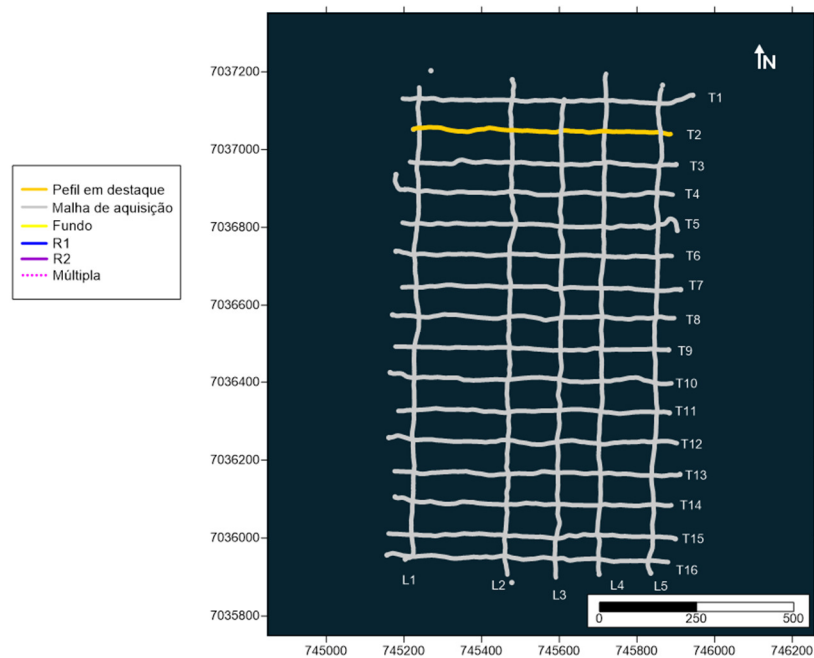 Pefil em destaque
Malha de aquisição
Fundo
R1
R2
Múltipla
7037200
7037000
7036800
7036600
7036400
7036200
7036000
7035800
745000
745200
745400
745600
745800
746000
746200
N
T1
T2
T3
T4
T5
T6
T7
T8
T9
T10
T11
T12
T13
T14
T15
T16
L1
L2
L3
L4
L5
0
250
500